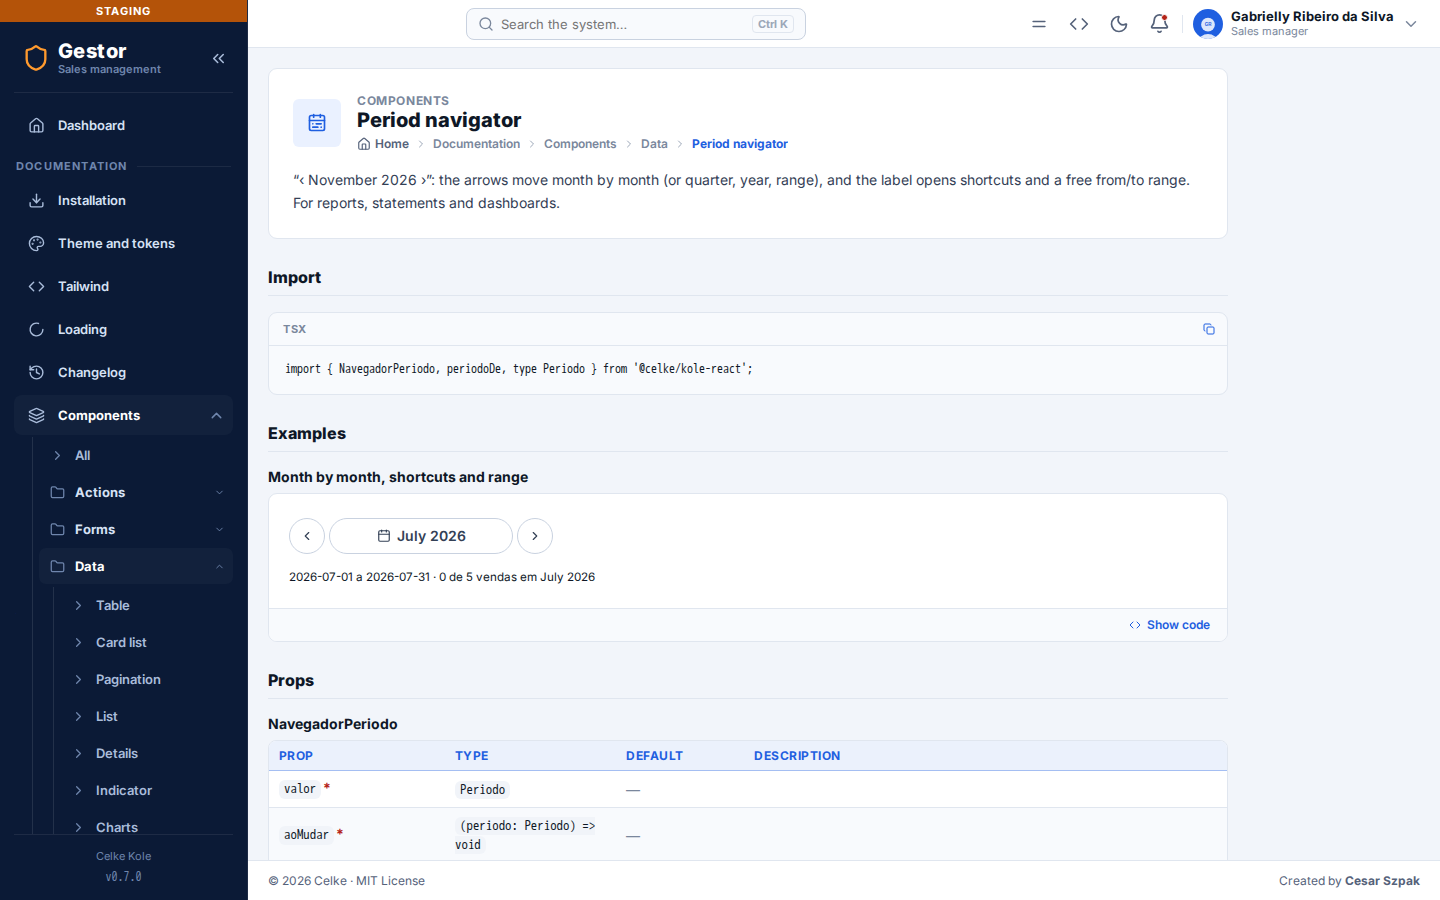 STAGING
Gestor
Sales management
Dashboard
DOCUMENTATION
Installation
Theme and tokens
Tailwind
Loading
Changelog
Components
All
Actions
Forms
Data
Table
Card list
Pagination
List
Details
Indicator
Charts
Celke Kole
v0.7.0
Search the system...
Ctrl K
GR
Gabrielly Ribeiro da Silva
Sales manager
COMPONENTS
Period navigator
Home > Documentation > Components > Data > Period navigator
“‹ November 2026 ›”: the arrows move month by month (or quarter, year, range), and the label opens shortcuts and a free from/to range.
For reports, statements and dashboards.
Import
TSX
import { NavegadorPeriodo, periodoDe, type Periodo } from '@celke/kole-react';
Examples
Month by month, shortcuts and range
July 2026
2026-07-01 a 2026-07-31 · 0 de 5 vendas em July 2026
Show code
Props
NavegadorPeriodo
PROP TYPE DEFAULT DESCRIPTION
valor * Periodo —
aoMudar * (periodo: Periodo) => void —
© 2026 Celke · MIT License
Created by Cesar Szpak